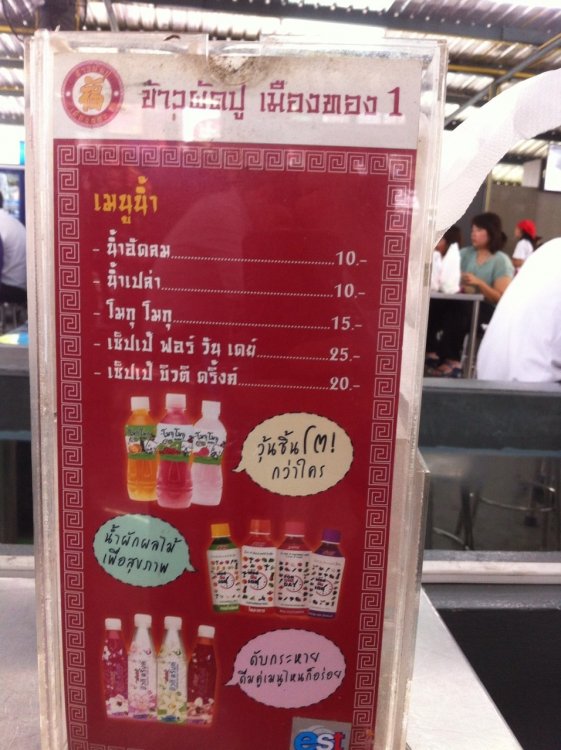 福
ข้าวผัดปู เมืองทอง 1
เมนูน้ำ
- น้ำอัดลม........................10.-
- น้ำเปล่า........................10.-
- โมกุ โมกุ........................15.-
- เซ็ปเป้ ฟอร์ วัน เดย์..............25.-
- เซ็ปเป้ บิวติ ดริ้งค์................20.-
วุ้นชิ้นโต!
กว่าใคร
น้ำผักผลไม้
เพื่อสุขภาพ
ดับกระหาย
ดื่มคู่เมนูไหนก็อร่อย
est